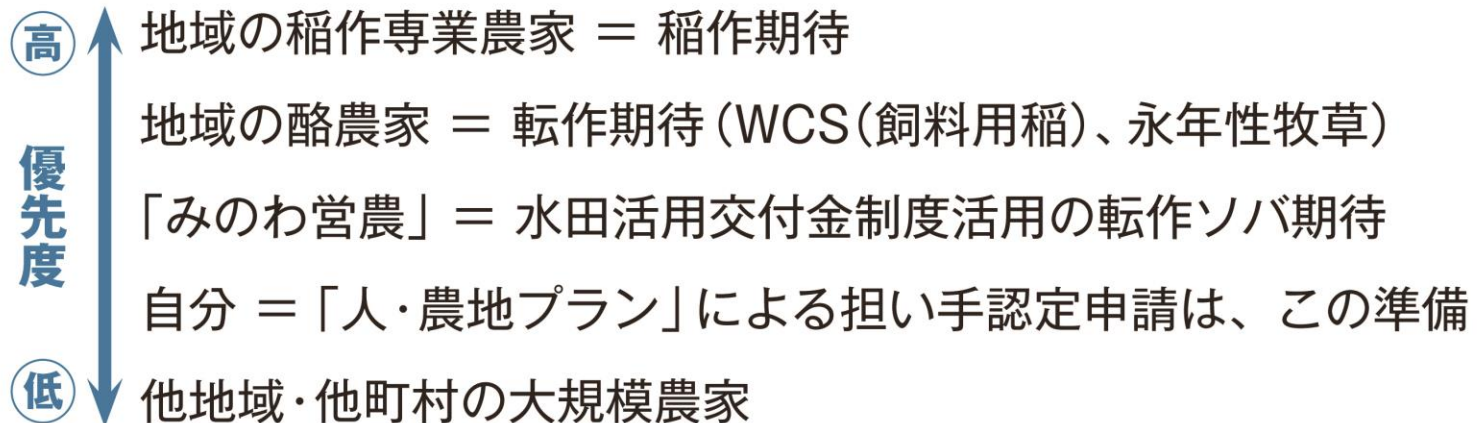 高
優先度
低
地域の稲作専業農家 ＝ 稲作期待
地域の酪農家 ＝ 転作期待（WCS（飼料用稲）、永年性牧草）
「みのわ営農」＝ 水田活用交付金制度活用の転作ソバ期待
自分 ＝「人・農地プラン」による担い手認定申請は、この準備
他地域・他町村の大規模農家